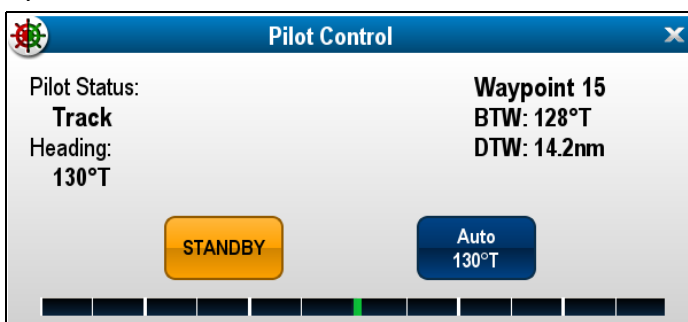 Pilot Control
Pilot Status:
Track
Heading:
130°T
Waypoint 15
BTW: 128°T
DTW: 14.2nm
STANDBY
Auto
130°T